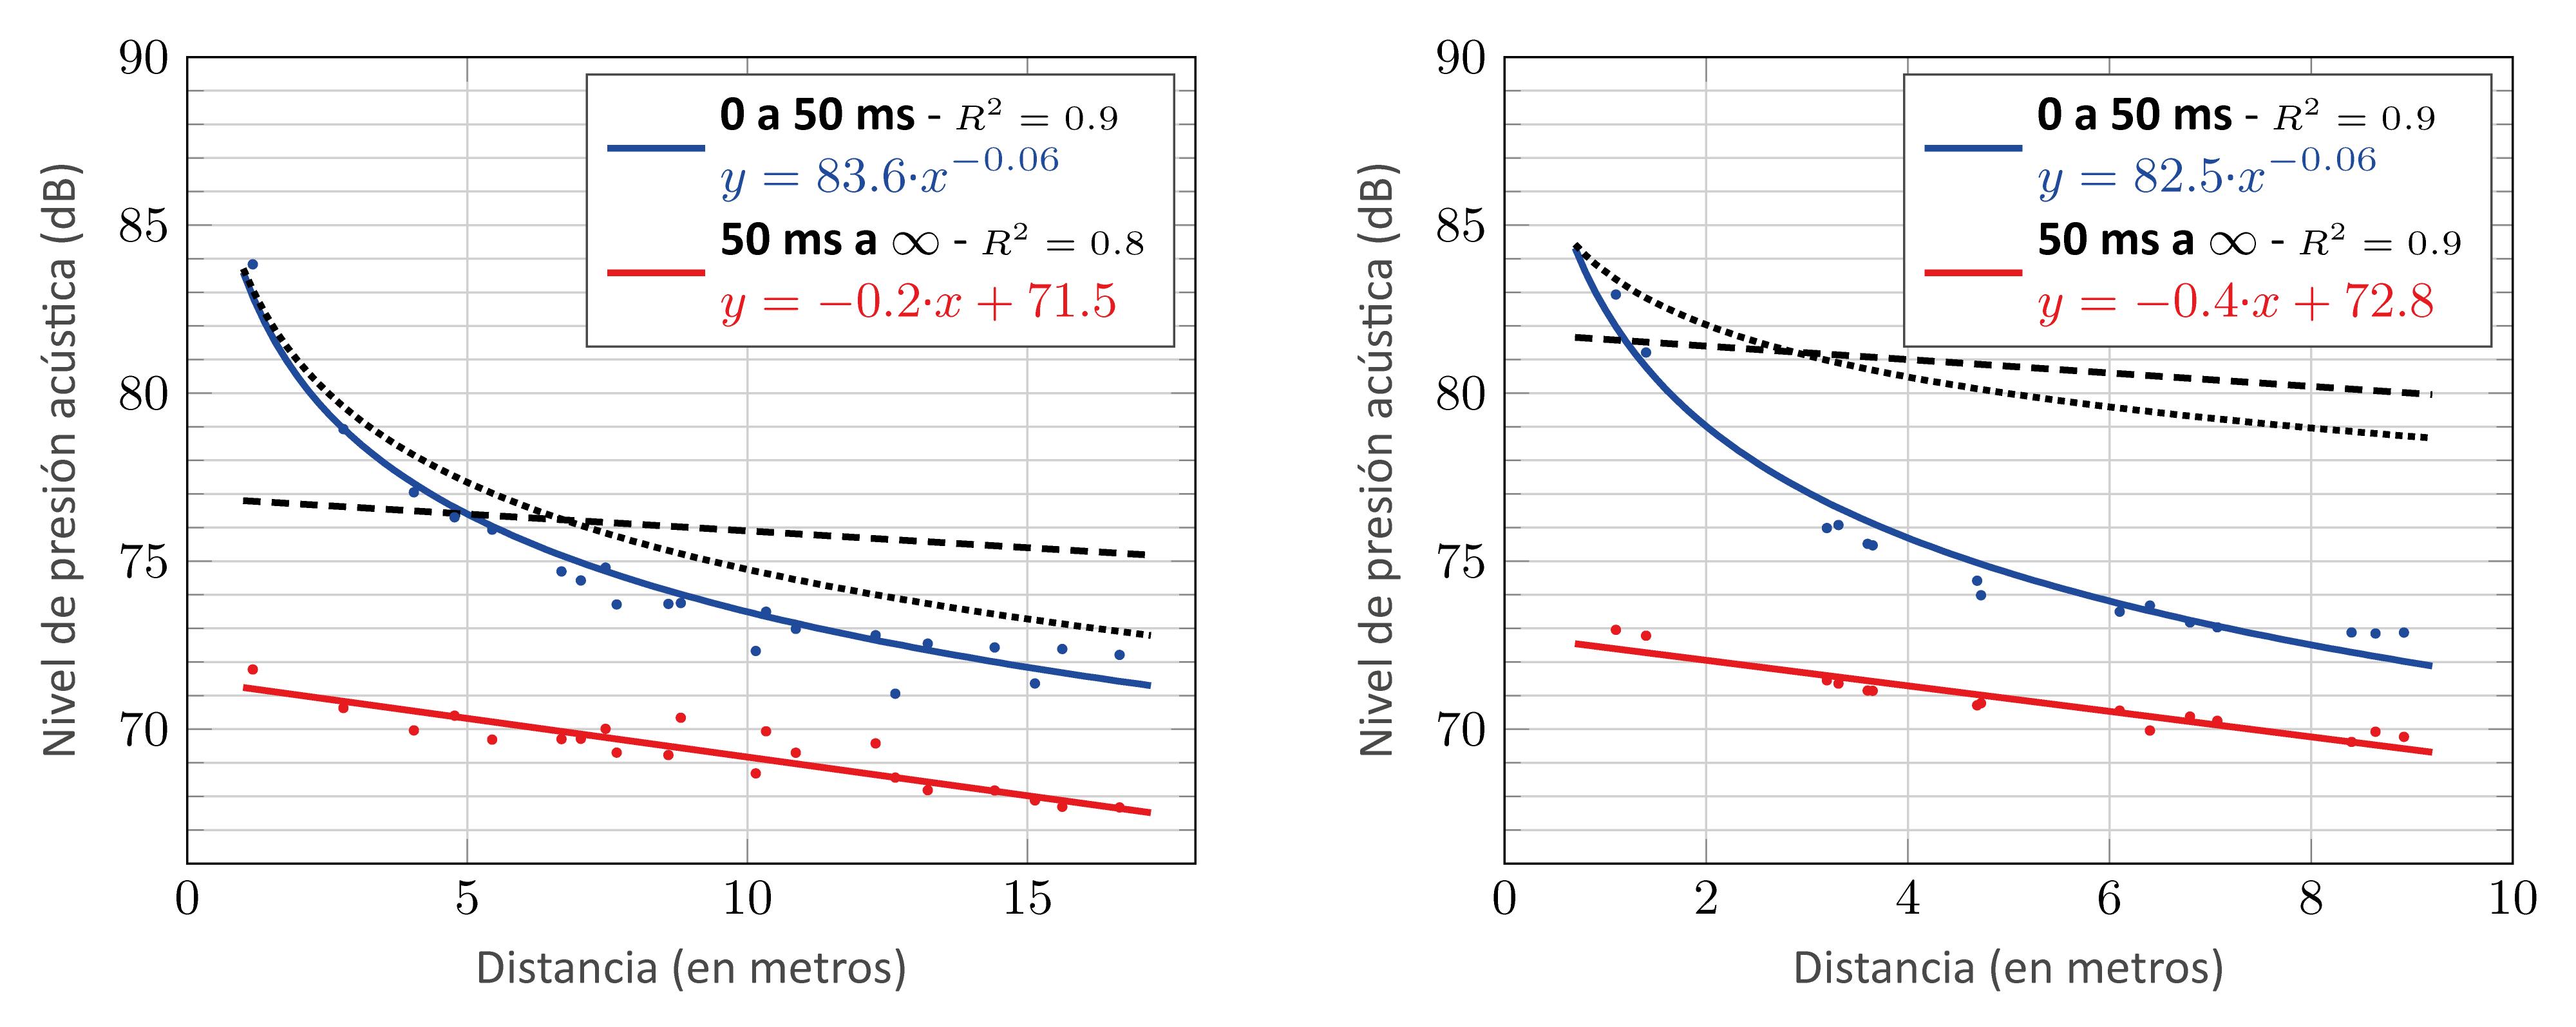 Nivel de presión acústica (dB)
90
85
80
75
70
0 a 50 ms - R² = 0.9
y = 83.6·x⁻⁰·⁰⁶
50 ms a ∞ - R² = 0.8
y = −0.2·x + 71.5
0 5 10 15
Distancia (en metros)
Nivel de presión acústica (dB)
90
85
80
75
70
0 a 50 ms - R² = 0.9
y = 82.5·x⁻⁰·⁰⁶
50 ms a ∞ - R² = 0.9
y = −0.4·x + 72.8
0 2 4 6 8 10
Distancia (en metros)